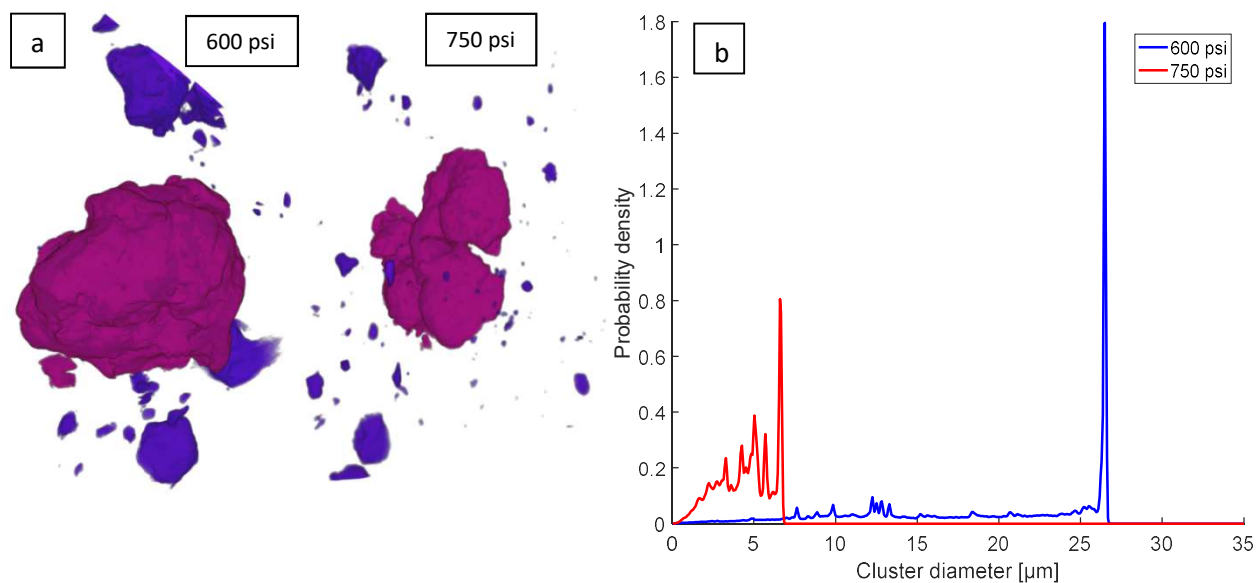 a
600 psi
750 psi
b
1.8
1.6
1.4
1.2
1
0.8
0.6
0.4
0.2
0
Probability density
600 psi
750 psi
0 5 10 15 20 25 30 35
Cluster diameter [µm]